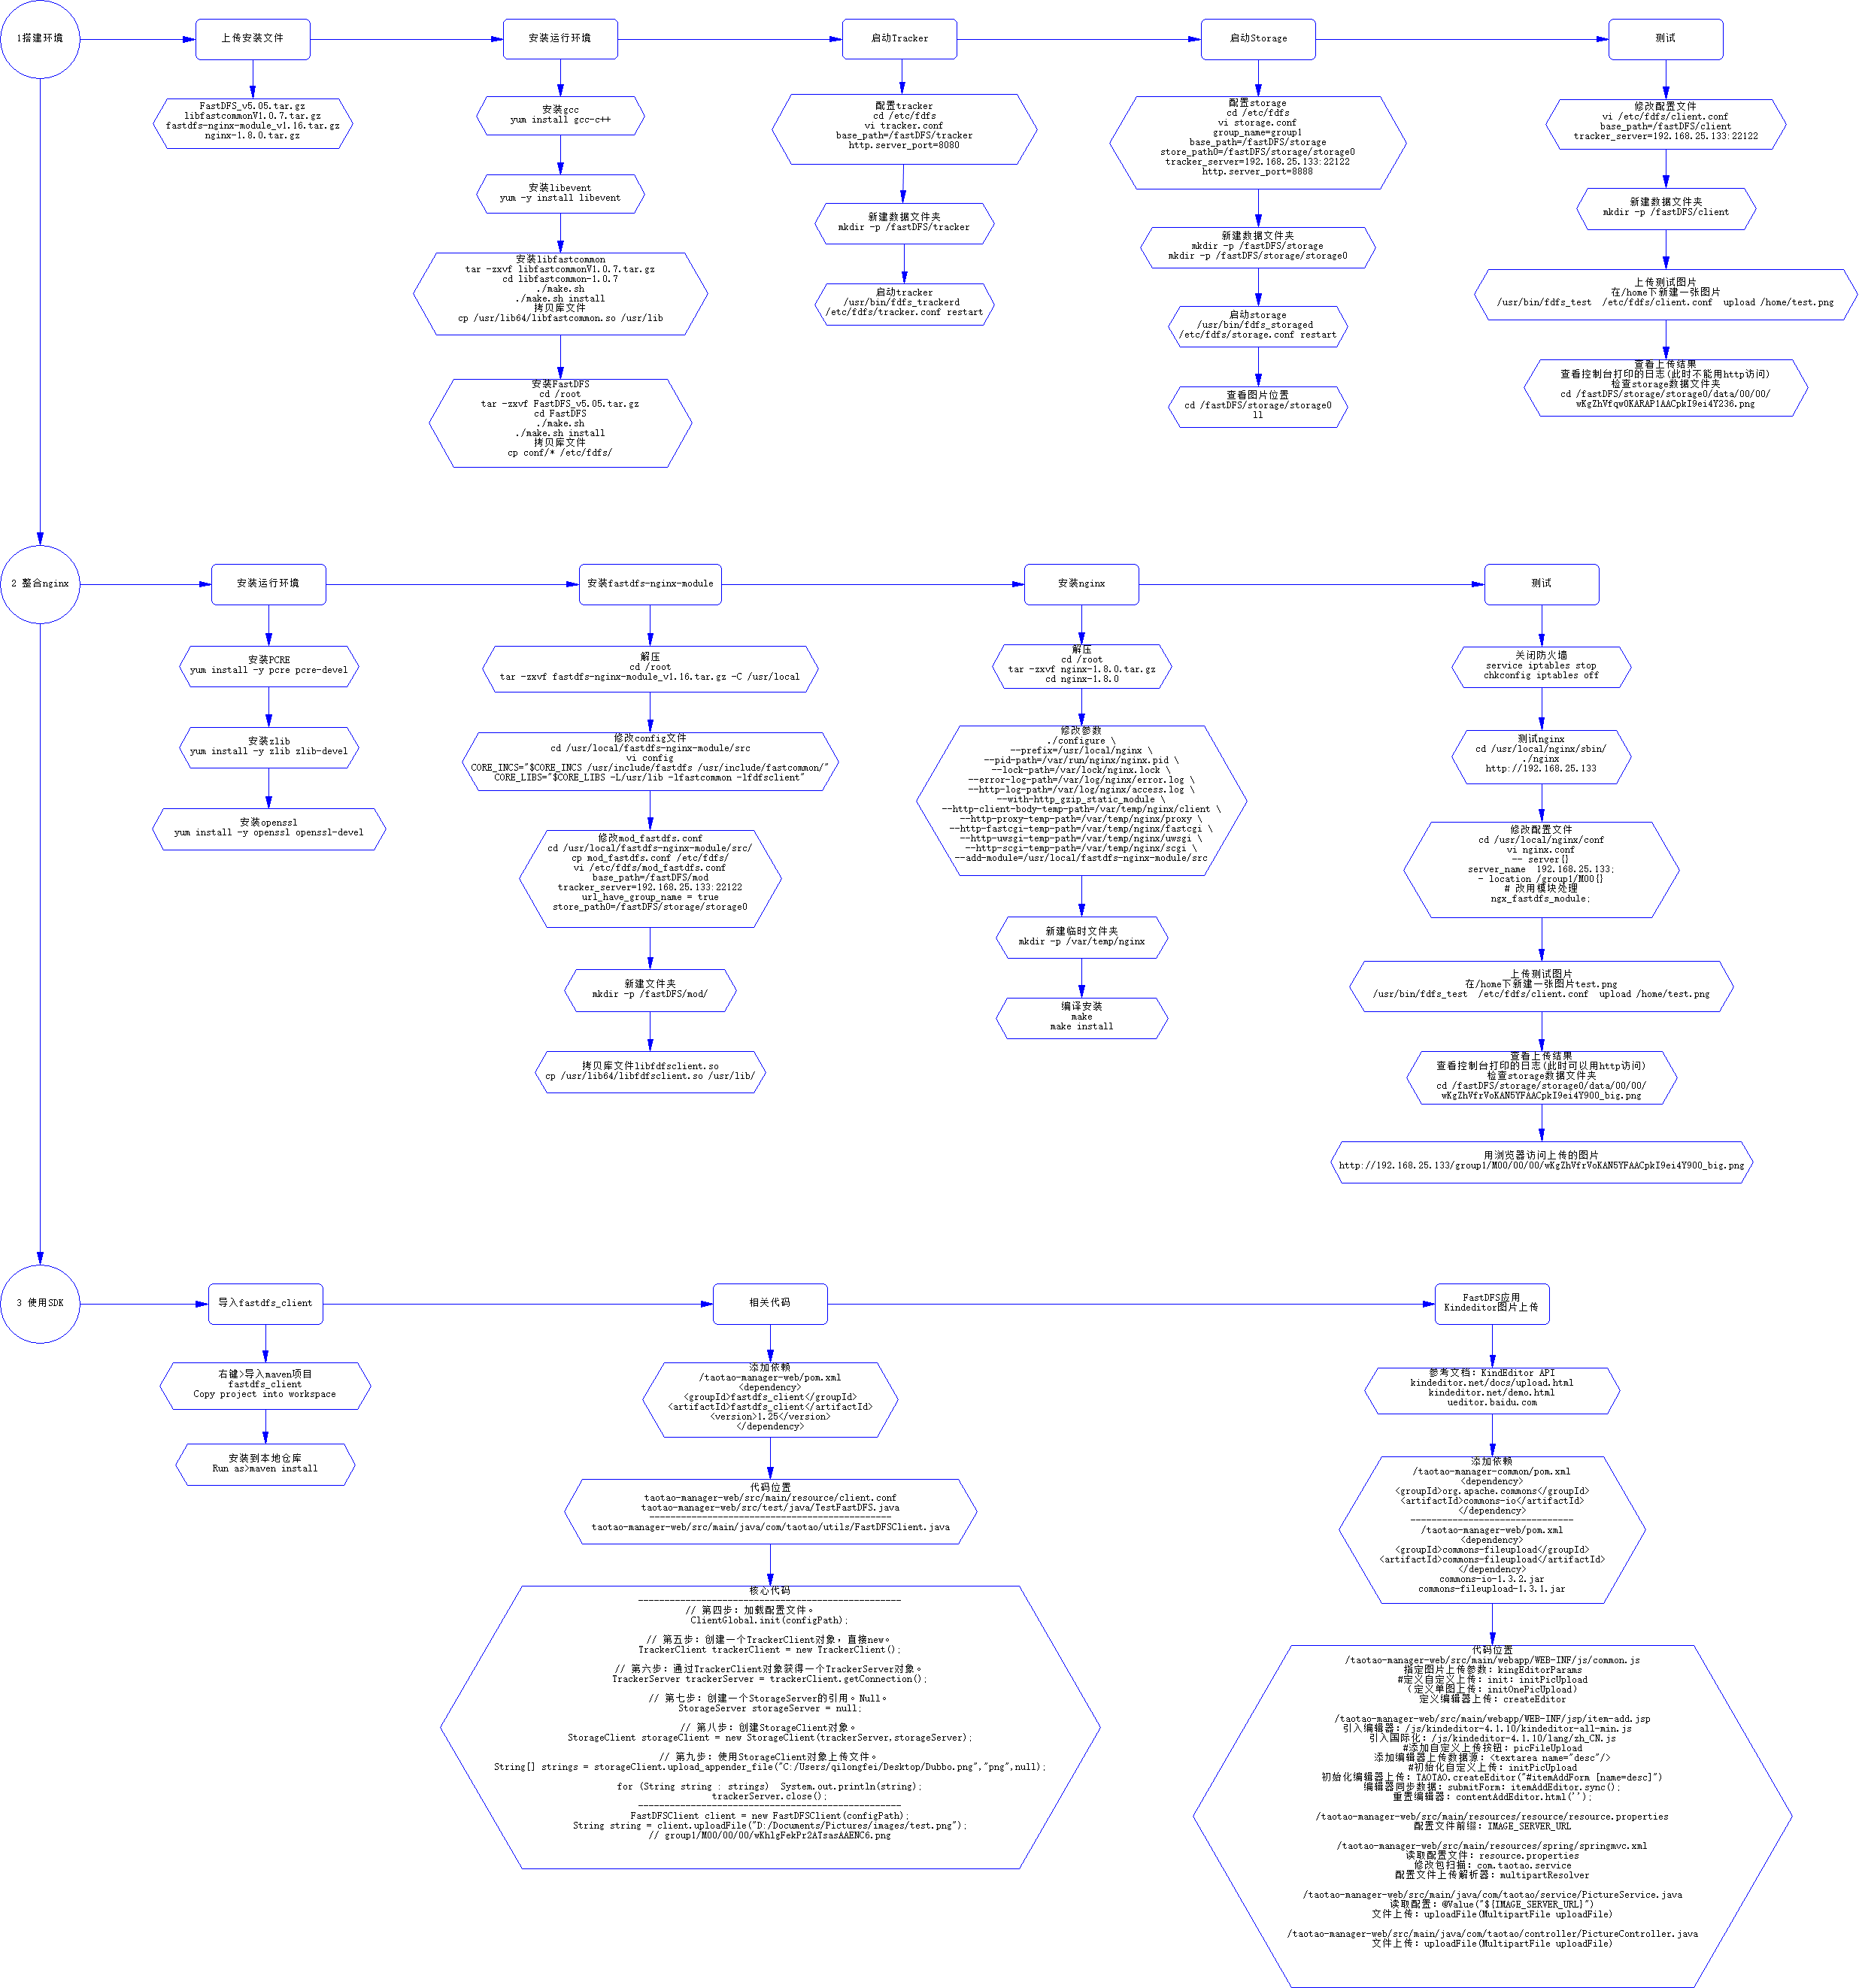 1搭建环境
上传安装文件
FastDFS_v5.05.tar.gz
libfastcommonV1.0.7.tar.gz
fastdfs-nginx-module_v1.16.tar.gz
nginx-1.8.0.tar.gz
安装运行环境
安装gcc
yum install gcc-c++
安装libevent
yum -y install libevent
安装libfastcommon
tar -zxvf libfastcommonV1.0.7.tar.gz
cd libfastcommon-1.0.7
./make.sh
./make.sh install
拷贝库文件
cp /usr/lib64/libfastcommon.so /usr/lib
安装FastDFS
cd /root
tar -zxvf FastDFS_v5.05.tar.gz
cd FastDFS
./make.sh
./make.sh install
拷贝库文件
cp conf/* /etc/fdfs/
启动Tracker
配置tracker
cd /etc/fdfs
vi tracker.conf
base_path=/fastDFS/tracker
http.server_port=8080
新建数据文件夹
mkdir -p /fastDFS/tracker
启动tracker
/usr/bin/fdfs_trackerd
/etc/fdfs/tracker.conf restart
启动Storage
配置storage
cd /etc/fdfs
vi storage.conf
group_name=group1
base_path=/fastDFS/storage
store_path0=/fastDFS/storage/storage0
tracker_server=192.168.25.133:22122
http.server_port=8888
新建数据文件夹
mkdir -p /fastDFS/storage
mkdir -p /fastDFS/storage/storage0
启动storage
/usr/bin/fdfs_storaged
/etc/fdfs/storage.conf restart
查看图片位置
cd /fastDFS/storage/storage0
ll
测试
修改配置文件
vi /etc/fdfs/client.conf
base_path=/fastDFS/client
tracker_server=192.168.25.133:22122
新建数据文件夹
mkdir -p /fastDFS/client
上传测试图片
在/home下新建一张图片
/usr/bin/fdfs_test  /etc/fdfs/client.conf  upload /home/test.png
查看上传结果
查看控制台打印的日志(此时不能用http访问)
检查storage数据文件夹
cd /fastDFS/storage/storage0/data/00/00/
wKgZhVfqwOKARAP1AACpkI9ei4Y236.png
2 整合nginx
安装运行环境
安装PCRE
yum install -y pcre pcre-devel
安装zlib
yum install -y zlib zlib-devel
安装openssl
yum install -y openssl openssl-devel
安装fastdfs-nginx-module
解压
cd /root
tar -zxvf fastdfs-nginx-module_v1.16.tar.gz -C /usr/local
修改config文件
cd /usr/local/fastdfs-nginx-module/src
vi config
CORE_INCS="$CORE_INCS /usr/include/fastdfs /usr/include/fastcommon/"
CORE_LIBS="$CORE_LIBS -L/usr/lib -lfastcommon -lfdfsclient"
修改mod_fastdfs.conf
cd /usr/local/fastdfs-nginx-module/src/
cp mod_fastdfs.conf /etc/fdfs/
vi /etc/fdfs/mod_fastdfs.conf
base_path=/fastDFS/mod
tracker_server=192.168.25.133:22122
url_have_group_name = true
store_path0=/fastDFS/storage/storage0
新建文件夹
mkdir -p /fastDFS/mod/
拷贝库文件libfdfsclient.so
cp /usr/lib64/libfdfsclient.so /usr/lib/
安装nginx
解压
cd /root
tar -zxvf nginx-1.8.0.tar.gz
cd nginx-1.8.0
修改参数
./configure \
--prefix=/usr/local/nginx \
--pid-path=/var/run/nginx/nginx.pid \
--lock-path=/var/lock/nginx.lock \
--error-log-path=/var/log/nginx/error.log \
--http-log-path=/var/log/nginx/access.log \
--with-http_gzip_static_module \
--http-client-body-temp-path=/var/temp/nginx/client \
--http-proxy-temp-path=/var/temp/nginx/proxy \
--http-fastcgi-temp-path=/var/temp/nginx/fastcgi \
--http-uwsgi-temp-path=/var/temp/nginx/uwsgi \
--http-scgi-temp-path=/var/temp/nginx/scgi \
--add-module=/usr/local/fastdfs-nginx-module/src
新建临时文件夹
mkdir -p /var/temp/nginx
编译安装
make
make install
测试
关闭防火墙
service iptables stop
chkconfig iptables off
测试nginx
cd /usr/local/nginx/sbin/
./nginx
http://192.168.25.133
修改配置文件
cd /usr/local/nginx/conf
vi nginx.conf
-- server{}
server_name  192.168.25.133;
- location /group1/M00{}
# 改用模块处理
ngx_fastdfs_module;
上传测试图片
在/home下新建一张图片test.png
/usr/bin/fdfs_test  /etc/fdfs/client.conf  upload /home/test.png
查看上传结果
查看控制台打印的日志(此时可以用http访问)
检查storage数据文件夹
cd /fastDFS/storage/storage0/data/00/00/
wKgZhVfrVoKAN5YFAACpkI9ei4Y900_big.png
用浏览器访问上传的图片
http://192.168.25.133/group1/M00/00/00/wKgZhVfrVoKAN5YFAACpkI9ei4Y900_big.png
3 使用SDK
导入fastdfs_client
右键>导入maven项目
fastdfs_client
Copy project into workspace
安装到本地仓库
Run as>maven install
相关代码
添加依赖
/taotao-manager-web/pom.xml
<dependency>
<groupId>fastdfs_client</groupId>
<artifactId>fastdfs_client</artifactId>
<version>1.25</version>
</dependency>
代码位置
taotao-manager-web/src/main/resource/client.conf
taotao-manager-web/src/test/java/TestFastDFS.java
----------------------------------------------
taotao-manager-web/src/main/java/com/taotao/utils/FastDFSClient.java
核心代码
--------------------------------------------------
// 第四步：加载配置文件。
ClientGlobal.init(configPath);
// 第五步：创建一个TrackerClient对象，直接new。
TrackerClient trackerClient = new TrackerClient();
// 第六步：通过TrackerClient对象获得一个TrackerServer对象。
TrackerServer trackerServer = trackerClient.getConnection();
// 第七步：创建一个StorageServer的引用。Null。
StorageServer storageServer = null;
// 第八步：创建StorageClient对象。
StorageClient storageClient = new StorageClient(trackerServer,storageServer);
// 第九步：使用StorageClient对象上传文件。
String[] strings = storageClient.upload_appender_file("C:/Users/qilongfei/Desktop/Dubbo.png","png",null);
for (String string : strings)  System.out.println(string);
trackerServer.close();
--------------------------------------------------
FastDFSClient client = new FastDFSClient(configPath);
String string = client.uploadFile("D:/Documents/Pictures/images/test.png");
// group1/M00/00/00/wKhlgFekPr2ATsasAAENC6.png
FastDFS应用
Kindeditor图片上传
参考文档：KindEditor API
kindeditor.net/docs/upload.html
kindeditor.net/demo.html
ueditor.baidu.com
添加依赖
/taotao-manager-common/pom.xml
<dependency>
<groupId>org.apache.commons</groupId>
<artifactId>commons-io</artifactId>
</dependency>
-------------------------------
/taotao-manager-web/pom.xml
<dependency>
<groupId>commons-fileupload</groupId>
<artifactId>commons-fileupload</artifactId>
</dependency>
commons-io-1.3.2.jar
commons-fileupload-1.3.1.jar
代码位置
/taotao-manager-web/src/main/webapp/WEB-INF/js/common.js
指定图片上传参数：kingEditorParams
#定义自定义上传：init：initPicUpload
（定义单图上传：initOnePicUpload）
定义编辑器上传：createEditor
/taotao-manager-web/src/main/webapp/WEB-INF/jsp/item-add.jsp
引入编辑器：/js/kindeditor-4.1.10/kindeditor-all-min.js
引入国际化：/js/kindeditor-4.1.10/lang/zh_CN.js
#添加自定义上传按钮：picFileUpload
添加编辑器上传数据源：<textarea name="desc"/>
#初始化自定义上传：initPicUpload
初始化编辑器上传：TAOTAO.createEditor("#itemAddForm [name=desc]")
编辑器同步数据：submitForm：itemAddEditor.sync();
重置编辑器：contentAddEditor.html('');
/taotao-manager-web/src/main/resources/resource/resource.properties
配置文件前缀：IMAGE_SERVER_URL
/taotao-manager-web/src/main/resources/spring/springmvc.xml
读取配置文件：resource.properties
修改包扫描：com.taotao.service
配置文件上传解析器：multipartResolver
/taotao-manager-web/src/main/java/com/taotao/service/PictureService.java
读取配置：@Value("${IMAGE_SERVER_URL}")
文件上传：uploadFile(MultipartFile uploadFile)
/taotao-manager-web/src/main/java/com/taotao/controller/PictureController.java
文件上传：uploadFile(MultipartFile uploadFile)